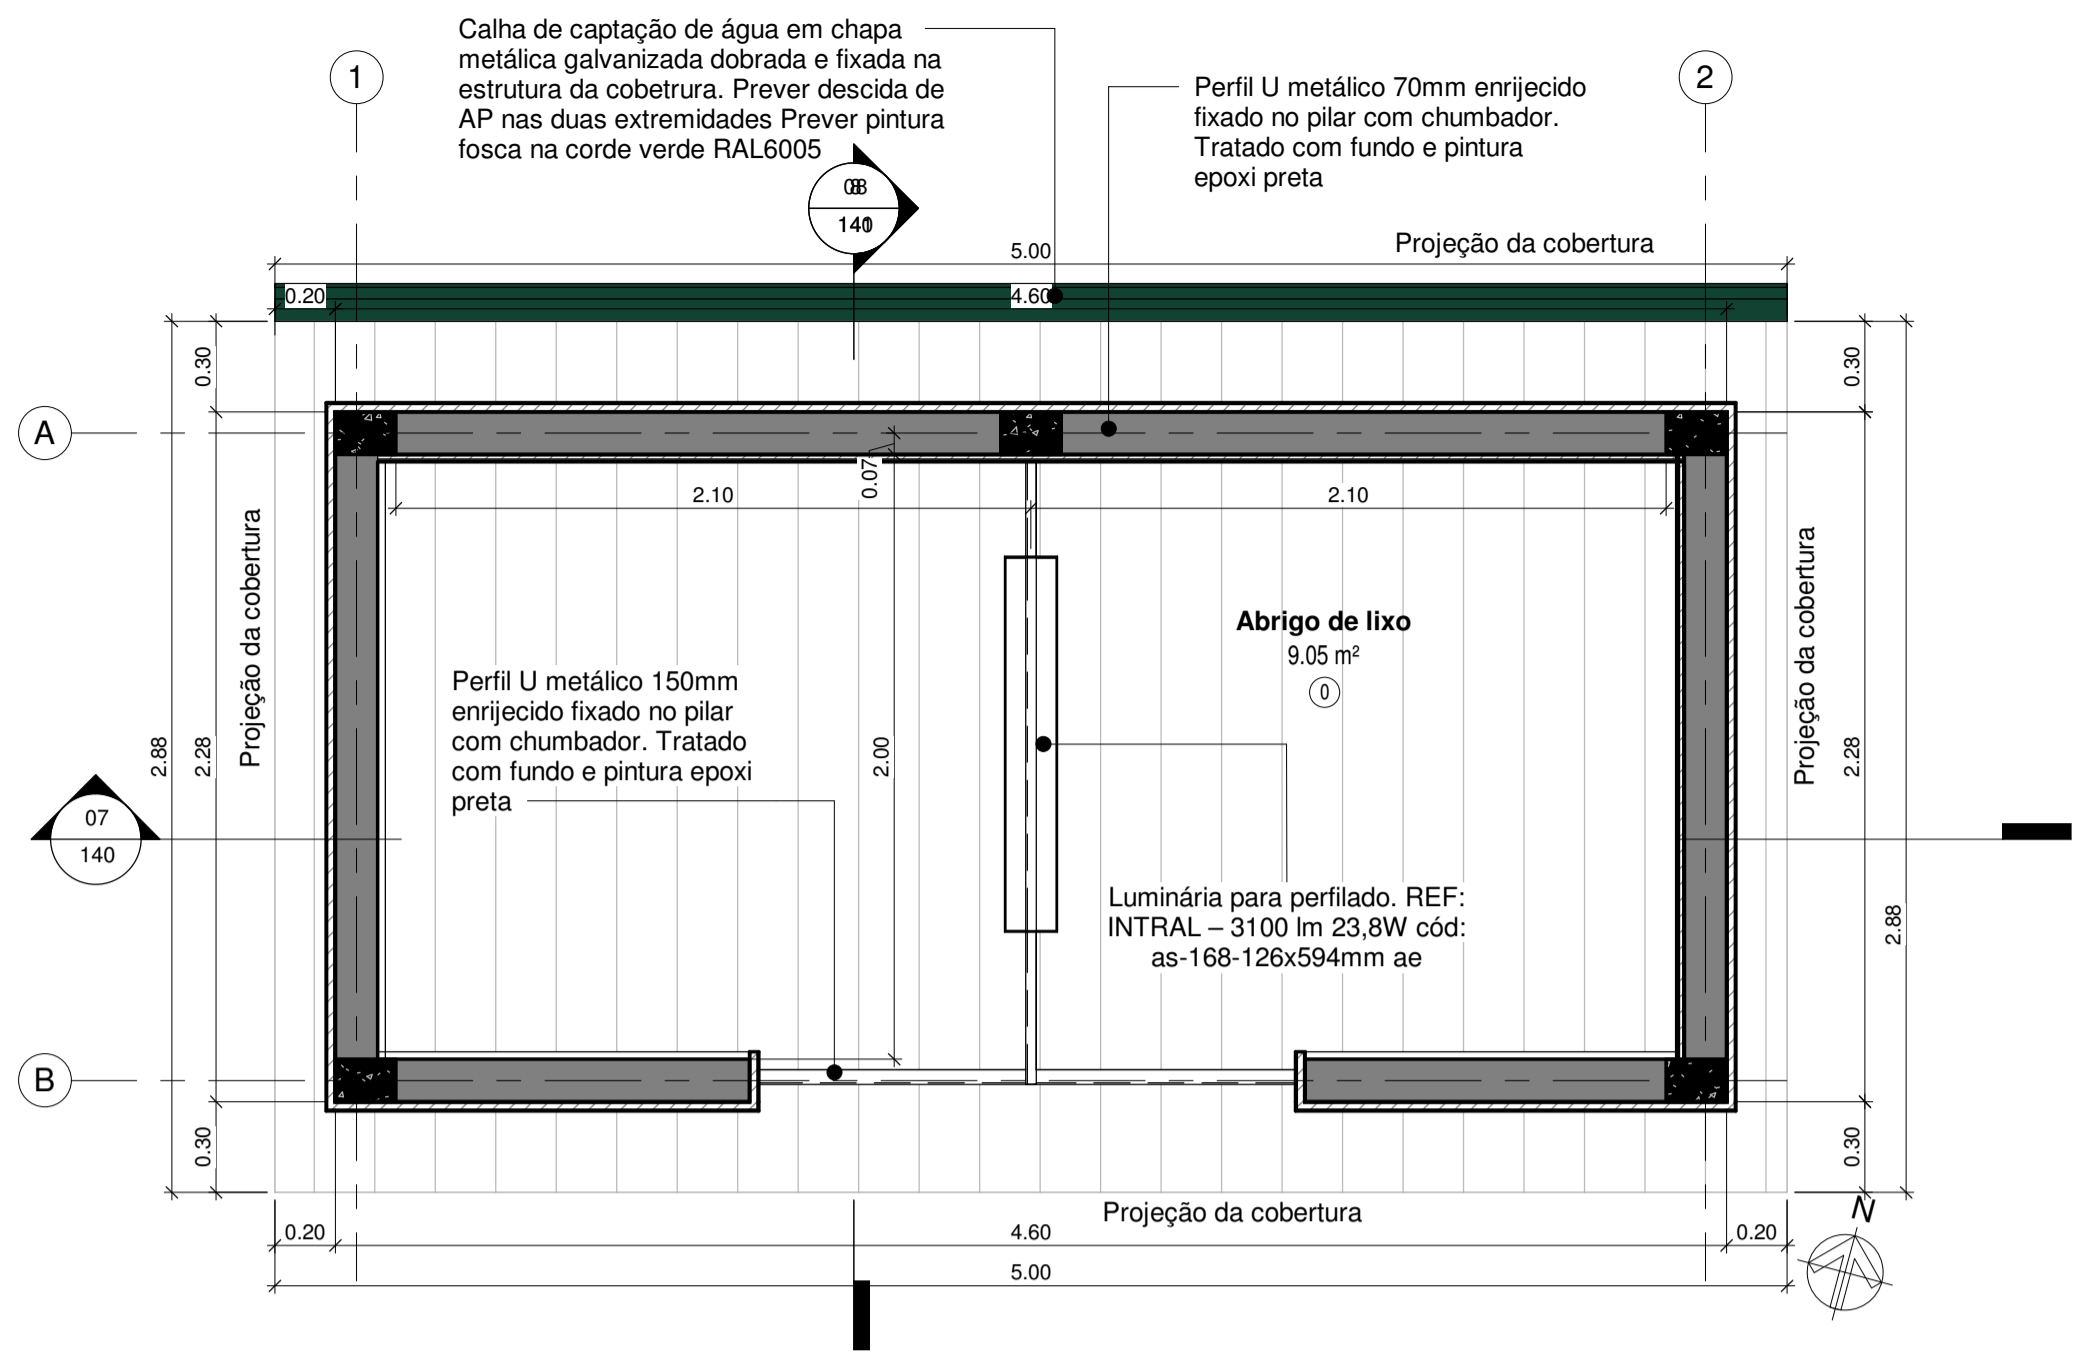 Calha de captação de água em chapa
metálica galvanizada dobrada e fixada na
estrutura da cobetrura. Prever descida de
AP nas duas extremidades Prever pintura
fosca na corde verde RAL6005
1
2
Perfil U metálico 70mm enrijecido
fixado no pilar com chumbador.
Tratado com fundo e pintura
epoxi preta
Projeção da cobertura
5.00
0.20
4.60
0.30
0.30
A
0.07
2.10
2.10
Projeção da cobertura
Projeção da cobertura
Abrigo de lixo
9.05 m²
0
Perfil U metálico 150mm
enrijecido fixado no pilar
com chumbador. Tratado
com fundo e pintura epoxi
preta
2.88
2.28
2.00
2.28
2.88
07
140
Luminária para perfilado. REF:
INTRAL – 3100 lm 23,8W cód:
as-168-126x594mm ae
B
0.30
0.30
Projeção da cobertura
N
0.20
4.60
0.20
5.00